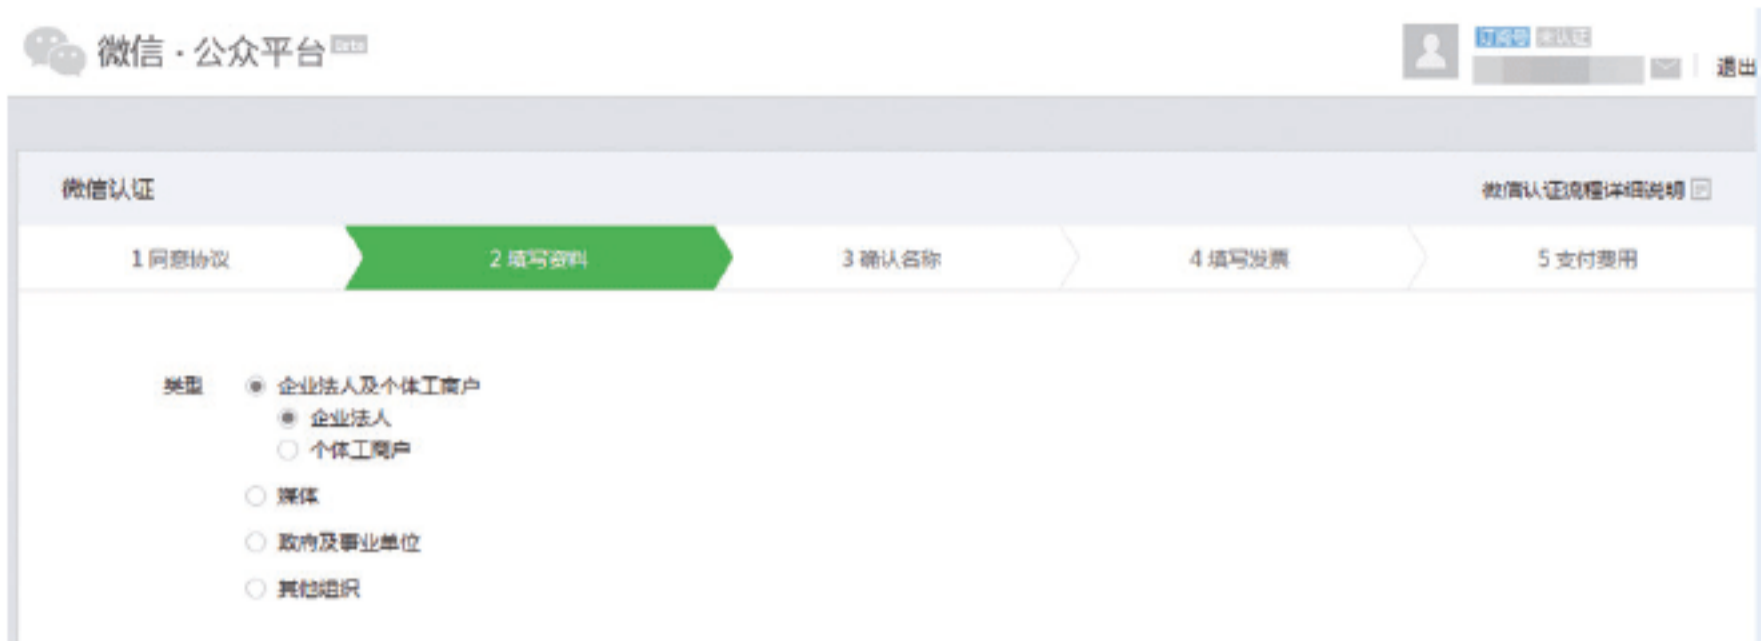 微信·公众平台 Beta
订阅号 未认证
退出
微信认证
微信认证流程详细说明
1 同意协议
2 填写资料
3 确认名称
4 填写发票
5 支付费用
类型
企业法人及个体工商户
企业法人
个体工商户
媒体
政府及事业单位
其他组织